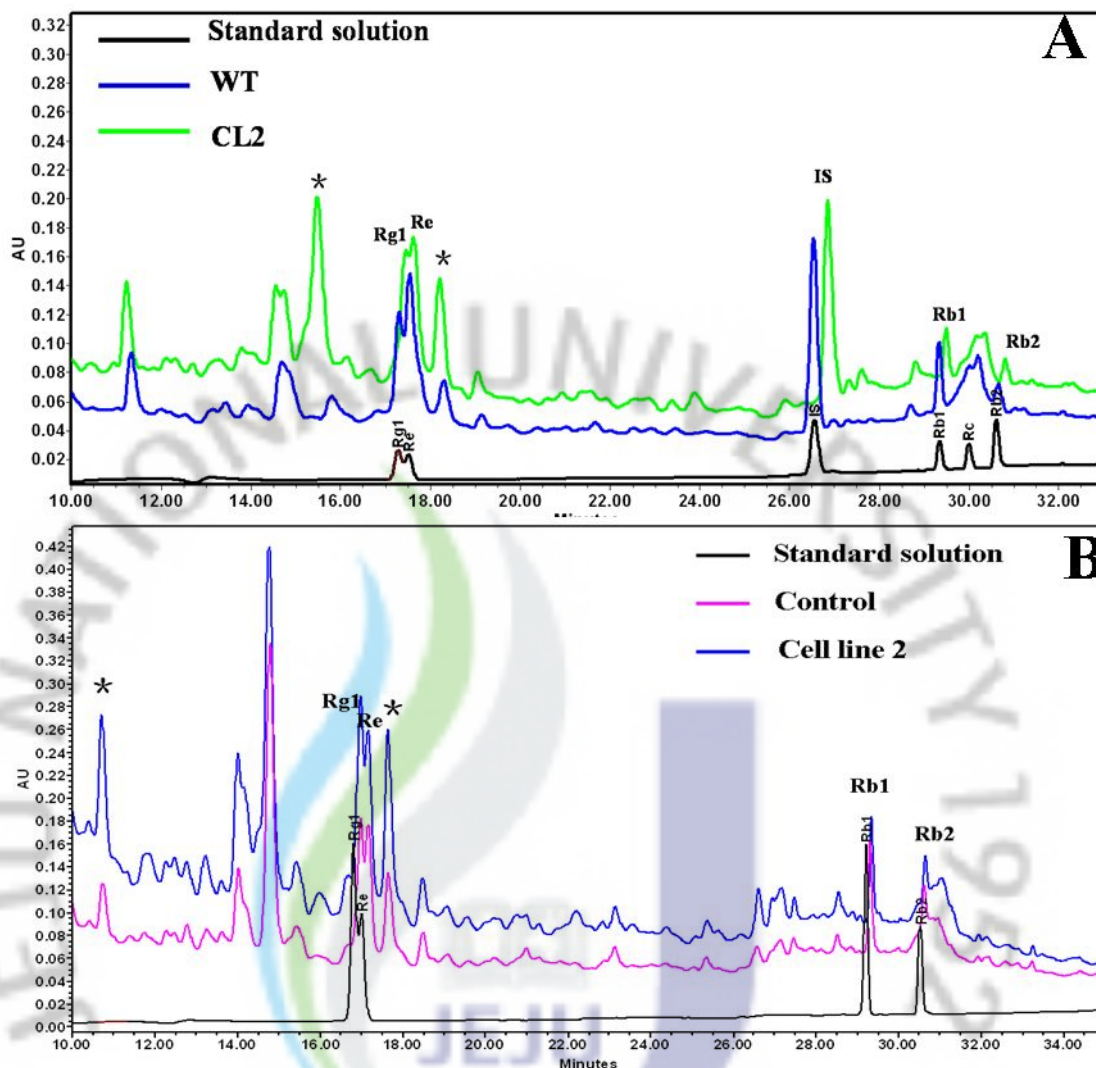 A
Standard solution
WT
CL2
0.32
0.30
0.28
0.26
0.24
0.22
0.20
0.18
0.16
0.14
0.12
0.10
0.08
0.06
0.04
0.02
AU
*
Rg1
Re
*
IS
Rb1
Rb2
Rg1
Re
IS
Rb1
Rc
Rb2
10.00 12.00 14.00 16.00 18.00 20.00 22.00 24.00 26.00 28.00 30.00 32.00
Minutes
B
Standard solution
Control
Cell line 2
0.42
0.40
0.38
0.36
0.34
0.32
0.30
0.28
0.26
0.24
0.22
0.20
0.18
0.16
0.14
0.12
0.10
0.08
0.06
0.04
0.02
0.00
AU
*
Rg1
Re
*
Rb1
Rb2
Rg1
Re
Rb1
Rb2
10.00 12.00 14.00 16.00 18.00 20.00 22.00 24.00 26.00 28.00 30.00 32.00 34.00
Minutes
JEJU NATIONAL UNIVERSITY 1952
JEJU